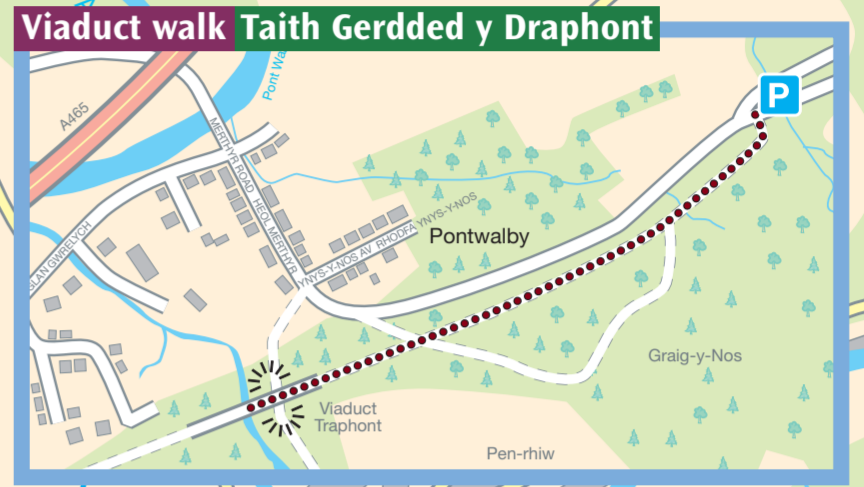 Viaduct walk Taith Gerdded y Draphont
A465
Pont Wa
P
MERTHYR ROAD HEOL MERTHYR
GLAN GWRELYCH
YNYS-Y-NOS AV RHODFA YNYS-Y-NOS
Pontwalby
Graig-y-Nos
Viaduct
Traphont
Pen-rhiw